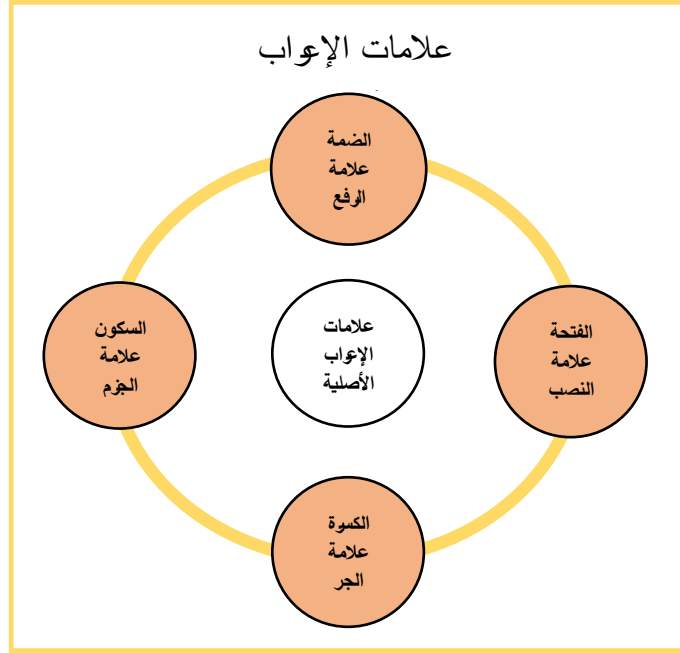 علامات الإعراب
الضمة
علامة
الرفع
الفتحة
علامة
النصب
علامات
الإعراب
الأصلية
السكون
علامة
الجزم
الكسرة
علامة
الجر